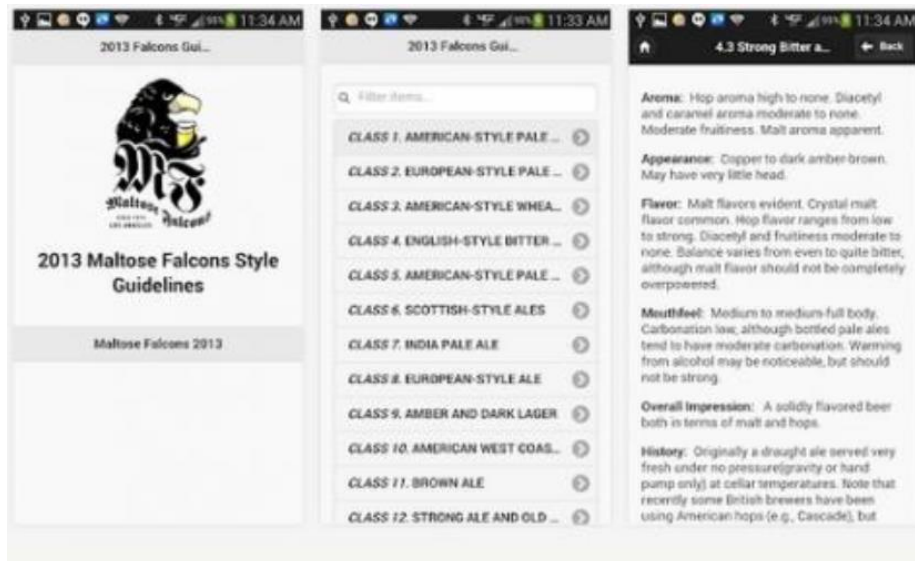 11:34 AM
2013 Falcons Gui...
Maltose Falcons
LOS ANGELES
2013 Maltose Falcons Style
Guidelines
Maltose Falcons 2013
11:33 AM
2013 Falcons Gui...
Filter items...
CLASS 1. AMERICAN-STYLE PALE ...
CLASS 2. EUROPEAN-STYLE PALE ...
CLASS 3. AMERICAN-STYLE WHEA...
CLASS 4. ENGLISH-STYLE BITTER ...
CLASS 5. AMERICAN-STYLE PALE ...
CLASS 6. SCOTTISH-STYLE ALES
CLASS 7. INDIA PALE ALE
CLASS 8. EUROPEAN-STYLE ALE
CLASS 9. AMBER AND DARK LAGER
CLASS 10. AMERICAN WEST COAS...
CLASS 11. BROWN ALE
CLASS 12. STRONG ALE AND OLD ...
11:34 AM
4.3 Strong Bitter a...
Back
Aroma: Hop aroma high to none. Diacetyl
and caramel aroma moderate to none.
Moderate fruitiness. Malt aroma apparent.
Appearance: Copper to dark amber-brown.
May have very little head.
Flavor: Malt flavors evident. Crystal malt
flavor common. Hop flavor ranges from low
to strong. Diacetyl and fruitiness moderate to
none. Balance varies from even to quite bitter,
although malt flavor should not be completely
overpowered.
Mouthfeel: Medium to medium-full body.
Carbonation low, although bottled pale ales
tend to have moderate carbonation. Warming
from alcohol may be noticeable, but should
not be strong.
Overall Impression: A solidly flavored beer
both in terms of malt and hops.
History: Originally a draught ale served very
fresh under no pressure(gravity or hand
pump only) at cellar temperatures. Note that
recently some British brewers have been
using American hops (e.g., Cascade), but